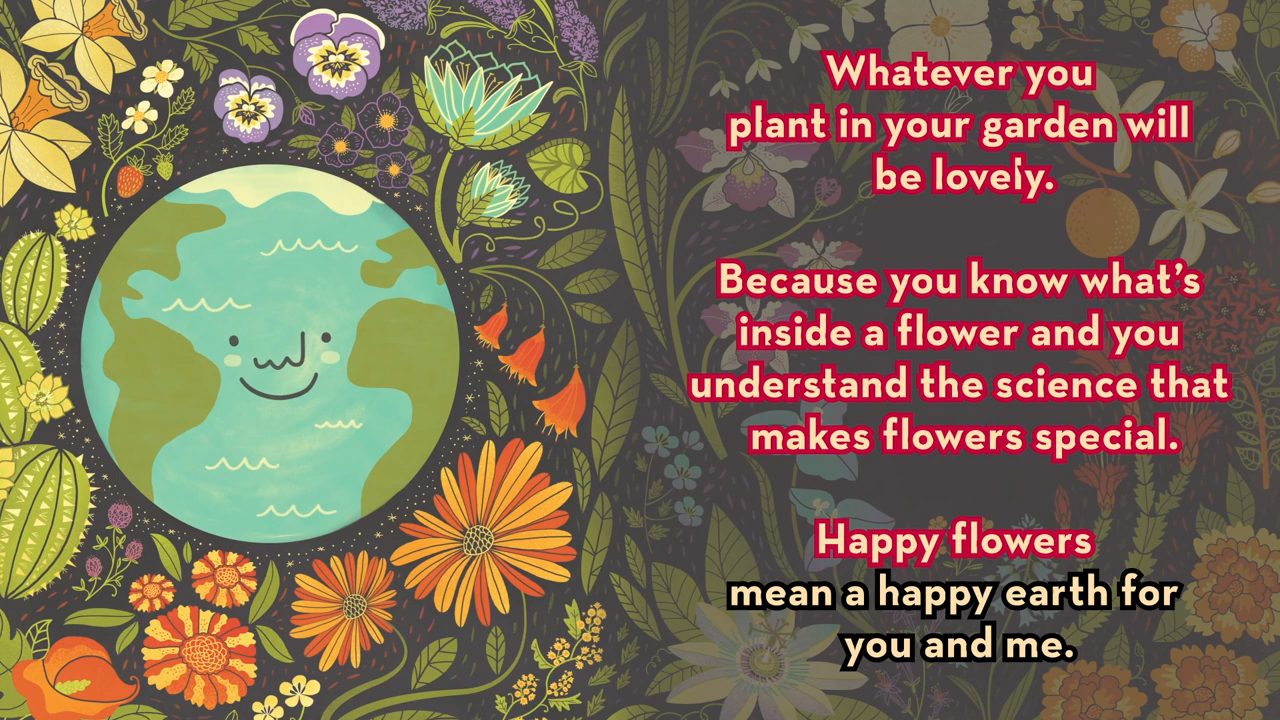 Whatever you
plant in your garden will
be lovely.
Because you know what’s
inside a flower and you
understand the science that
makes flowers special.
Happy flowers
mean a happy earth for
you and me.